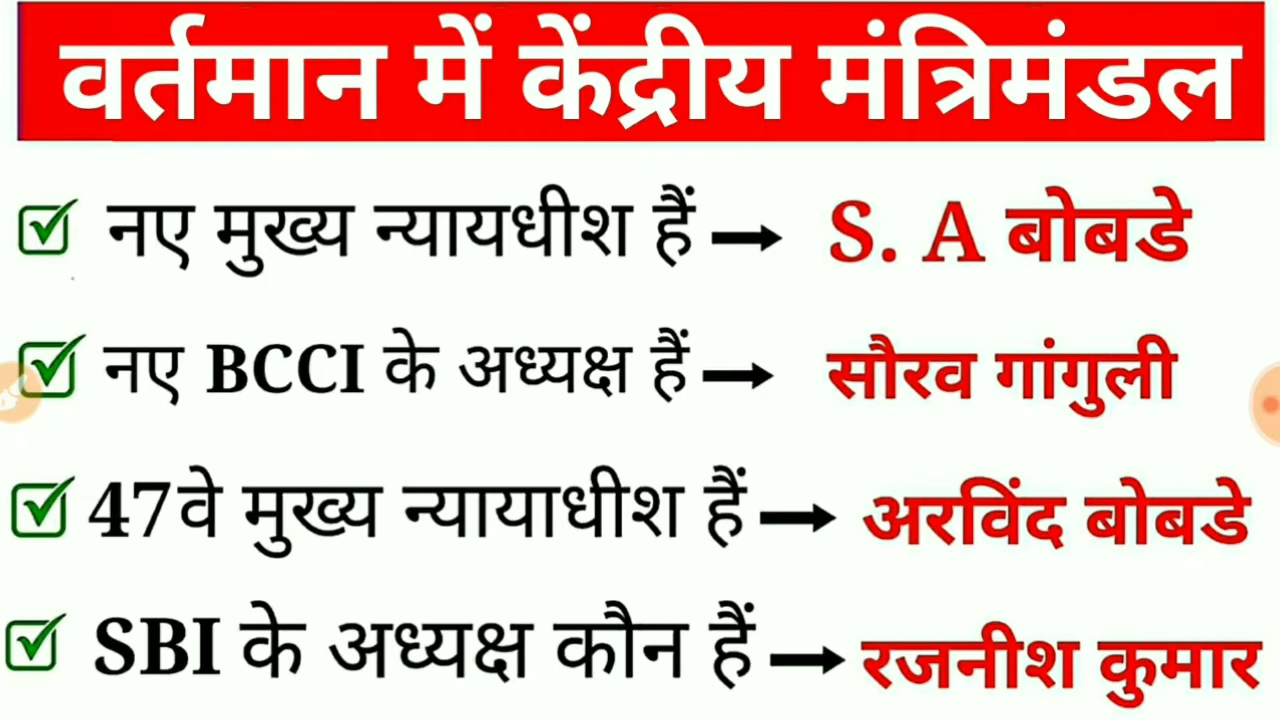 वर्तमान में केंद्रीय मंत्रिमंडल
नए मुख्य न्यायधीश हैं → S. A बोबडे
नए BCCI के अध्यक्ष हैं → सौरव गांगुली
47वे मुख्य न्यायाधीश हैं → अरविंद बोबडे
SBI के अध्यक्ष कौन हैं → रजनीश कुमार